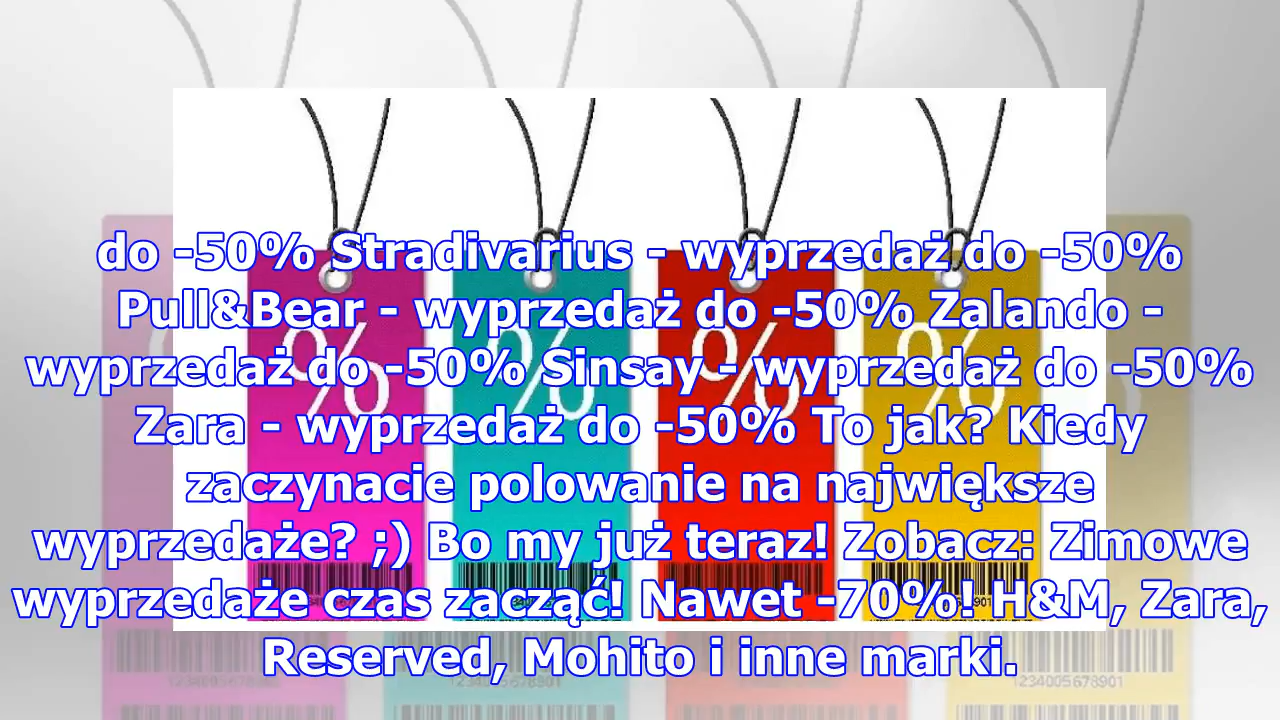 do -50% Stradivarius - wyprzedaż do -50%
Pull&Bear - wyprzedaż do -50% Zalando -
wyprzedaż do -50% Sinsay - wyprzedaż do -50%
Zara - wyprzedaż do -50% To jak? Kiedy
zaczynacie polowanie na największe
wyprzedaże? ;) Bo my już teraz! Zobacz: Zimowe
wyprzedaże czas zacząć! Nawet -70%! H&M, Zara,
Reserved, Mohito i inne marki.
% % % %
1234005678901 1234005678901